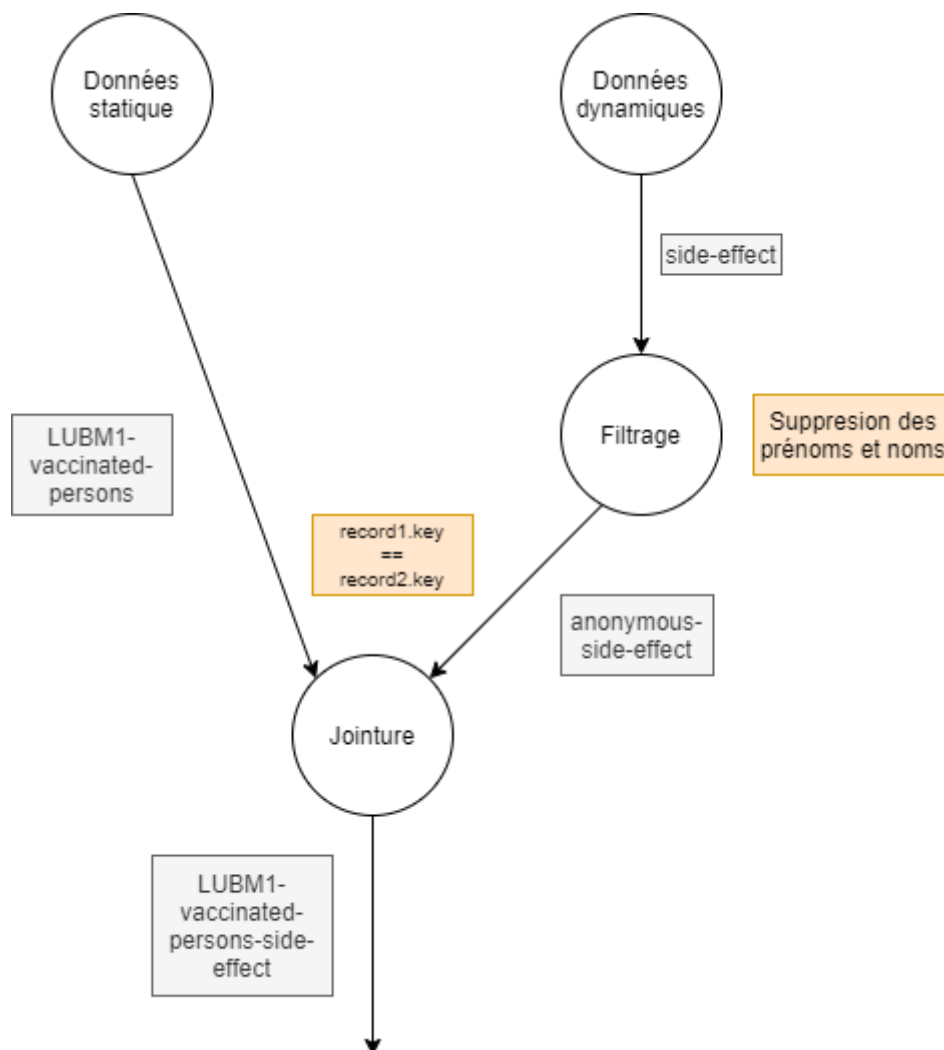 Données
statique
Données
dynamiques
side-effect
Filtrage
Suppresion des
prénoms et noms
LUBM1-
vaccinated-
persons
record1.key
==
record2.key
anonymous-
side-effect
Jointure
LUBM1-
vaccinated-
persons-side-
effect